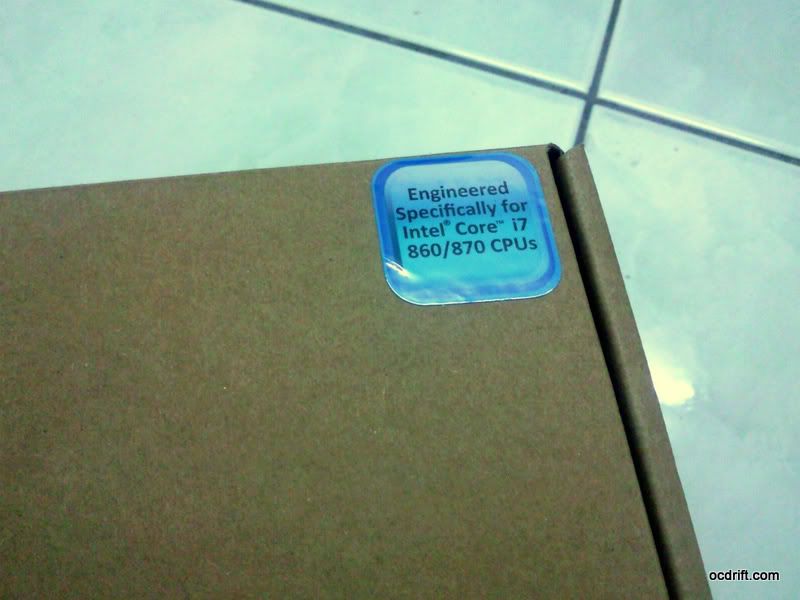 Engineered
Specifically for
Intel® Core™ i7
860/870 CPUs
ocdrift.com